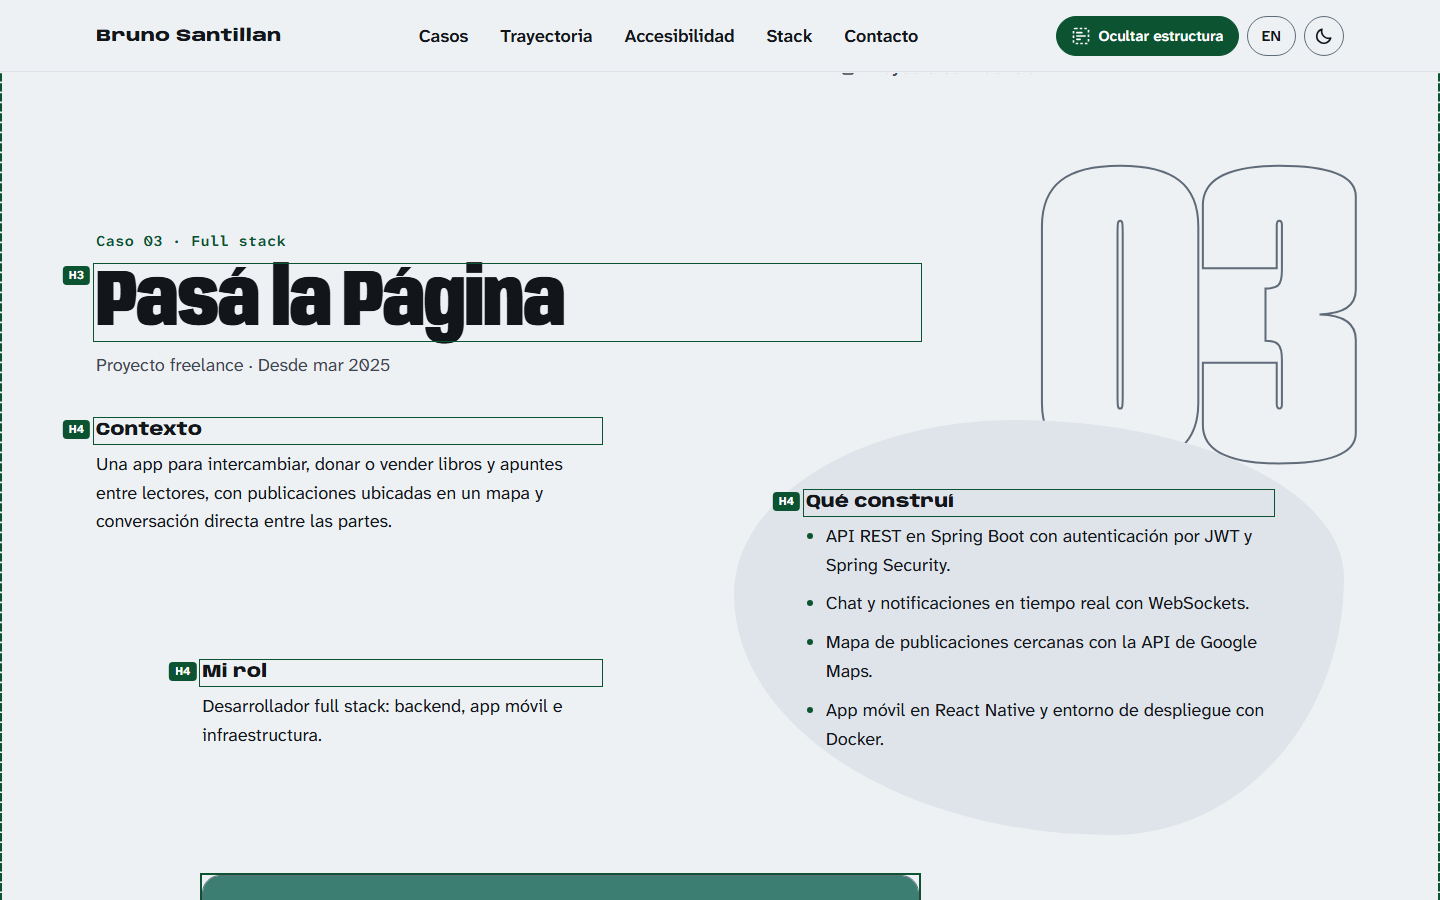 Bruno Santillan
Casos
Trayectoria
Accesibilidad
Stack
Contacto
Ocultar estructura
EN
03
Caso 03 · Full stack
H3
Pasá la Página
Proyecto freelance · Desde mar 2025
H4
Contexto
Una app para intercambiar, donar o vender libros y apuntes
entre lectores, con publicaciones ubicadas en un mapa y
conversación directa entre las partes.
H4
Mi rol
Desarrollador full stack: backend, app móvil e
infraestructura.
H4
Qué construí
API REST en Spring Boot con autenticación por JWT y
Spring Security.
Chat y notificaciones en tiempo real con WebSockets.
Mapa de publicaciones cercanas con la API de Google
Maps.
App móvil en React Native y entorno de despliegue con
Docker.